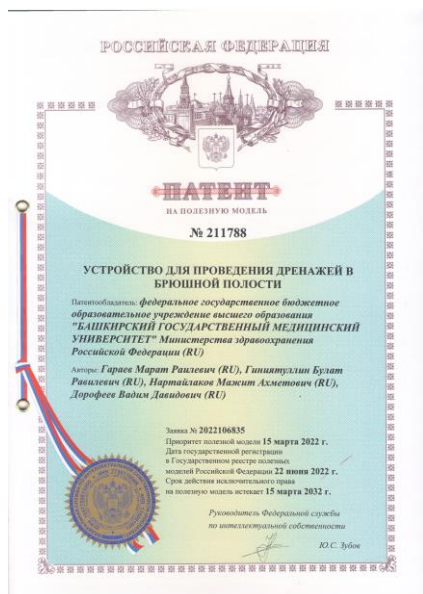 РОССИЙСКАЯ ФЕДЕРАЦИЯ
ПАТЕНТ
НА ПОЛЕЗНУЮ МОДЕЛЬ
№ 211788
УСТРОЙСТВО ДЛЯ ПРОВЕДЕНИЯ ДРЕНАЖЕЙ В
БРЮШНОЙ ПОЛОСТИ
Патентообладатель: федеральное государственное бюджетное
образовательное учреждение высшего образования
"БАШКИРСКИЙ ГОСУДАРСТВЕННЫЙ МЕДИЦИНСКИЙ
УНИВЕРСИТЕТ" Министерства здравоохранения
Российской Федерации (RU)
Авторы: Гараев Марат Раилевич (RU), Гиниятуллин Булат
Равилевич (RU), Нартайлаков Мажит Ахметович (RU),
Дорофеев Вадим Давидович (RU)
Заявка № 2022106835
Приоритет полезной модели 15 марта 2022 г.
Дата государственной регистрации
в Государственном реестре полезных
моделей Российской Федерации 22 июня 2022 г.
Срок действия исключительного права
на полезную модель истекает 15 марта 2032 г.
Руководитель Федеральной службы
по интеллектуальной собственности
Ю.С. Зубов